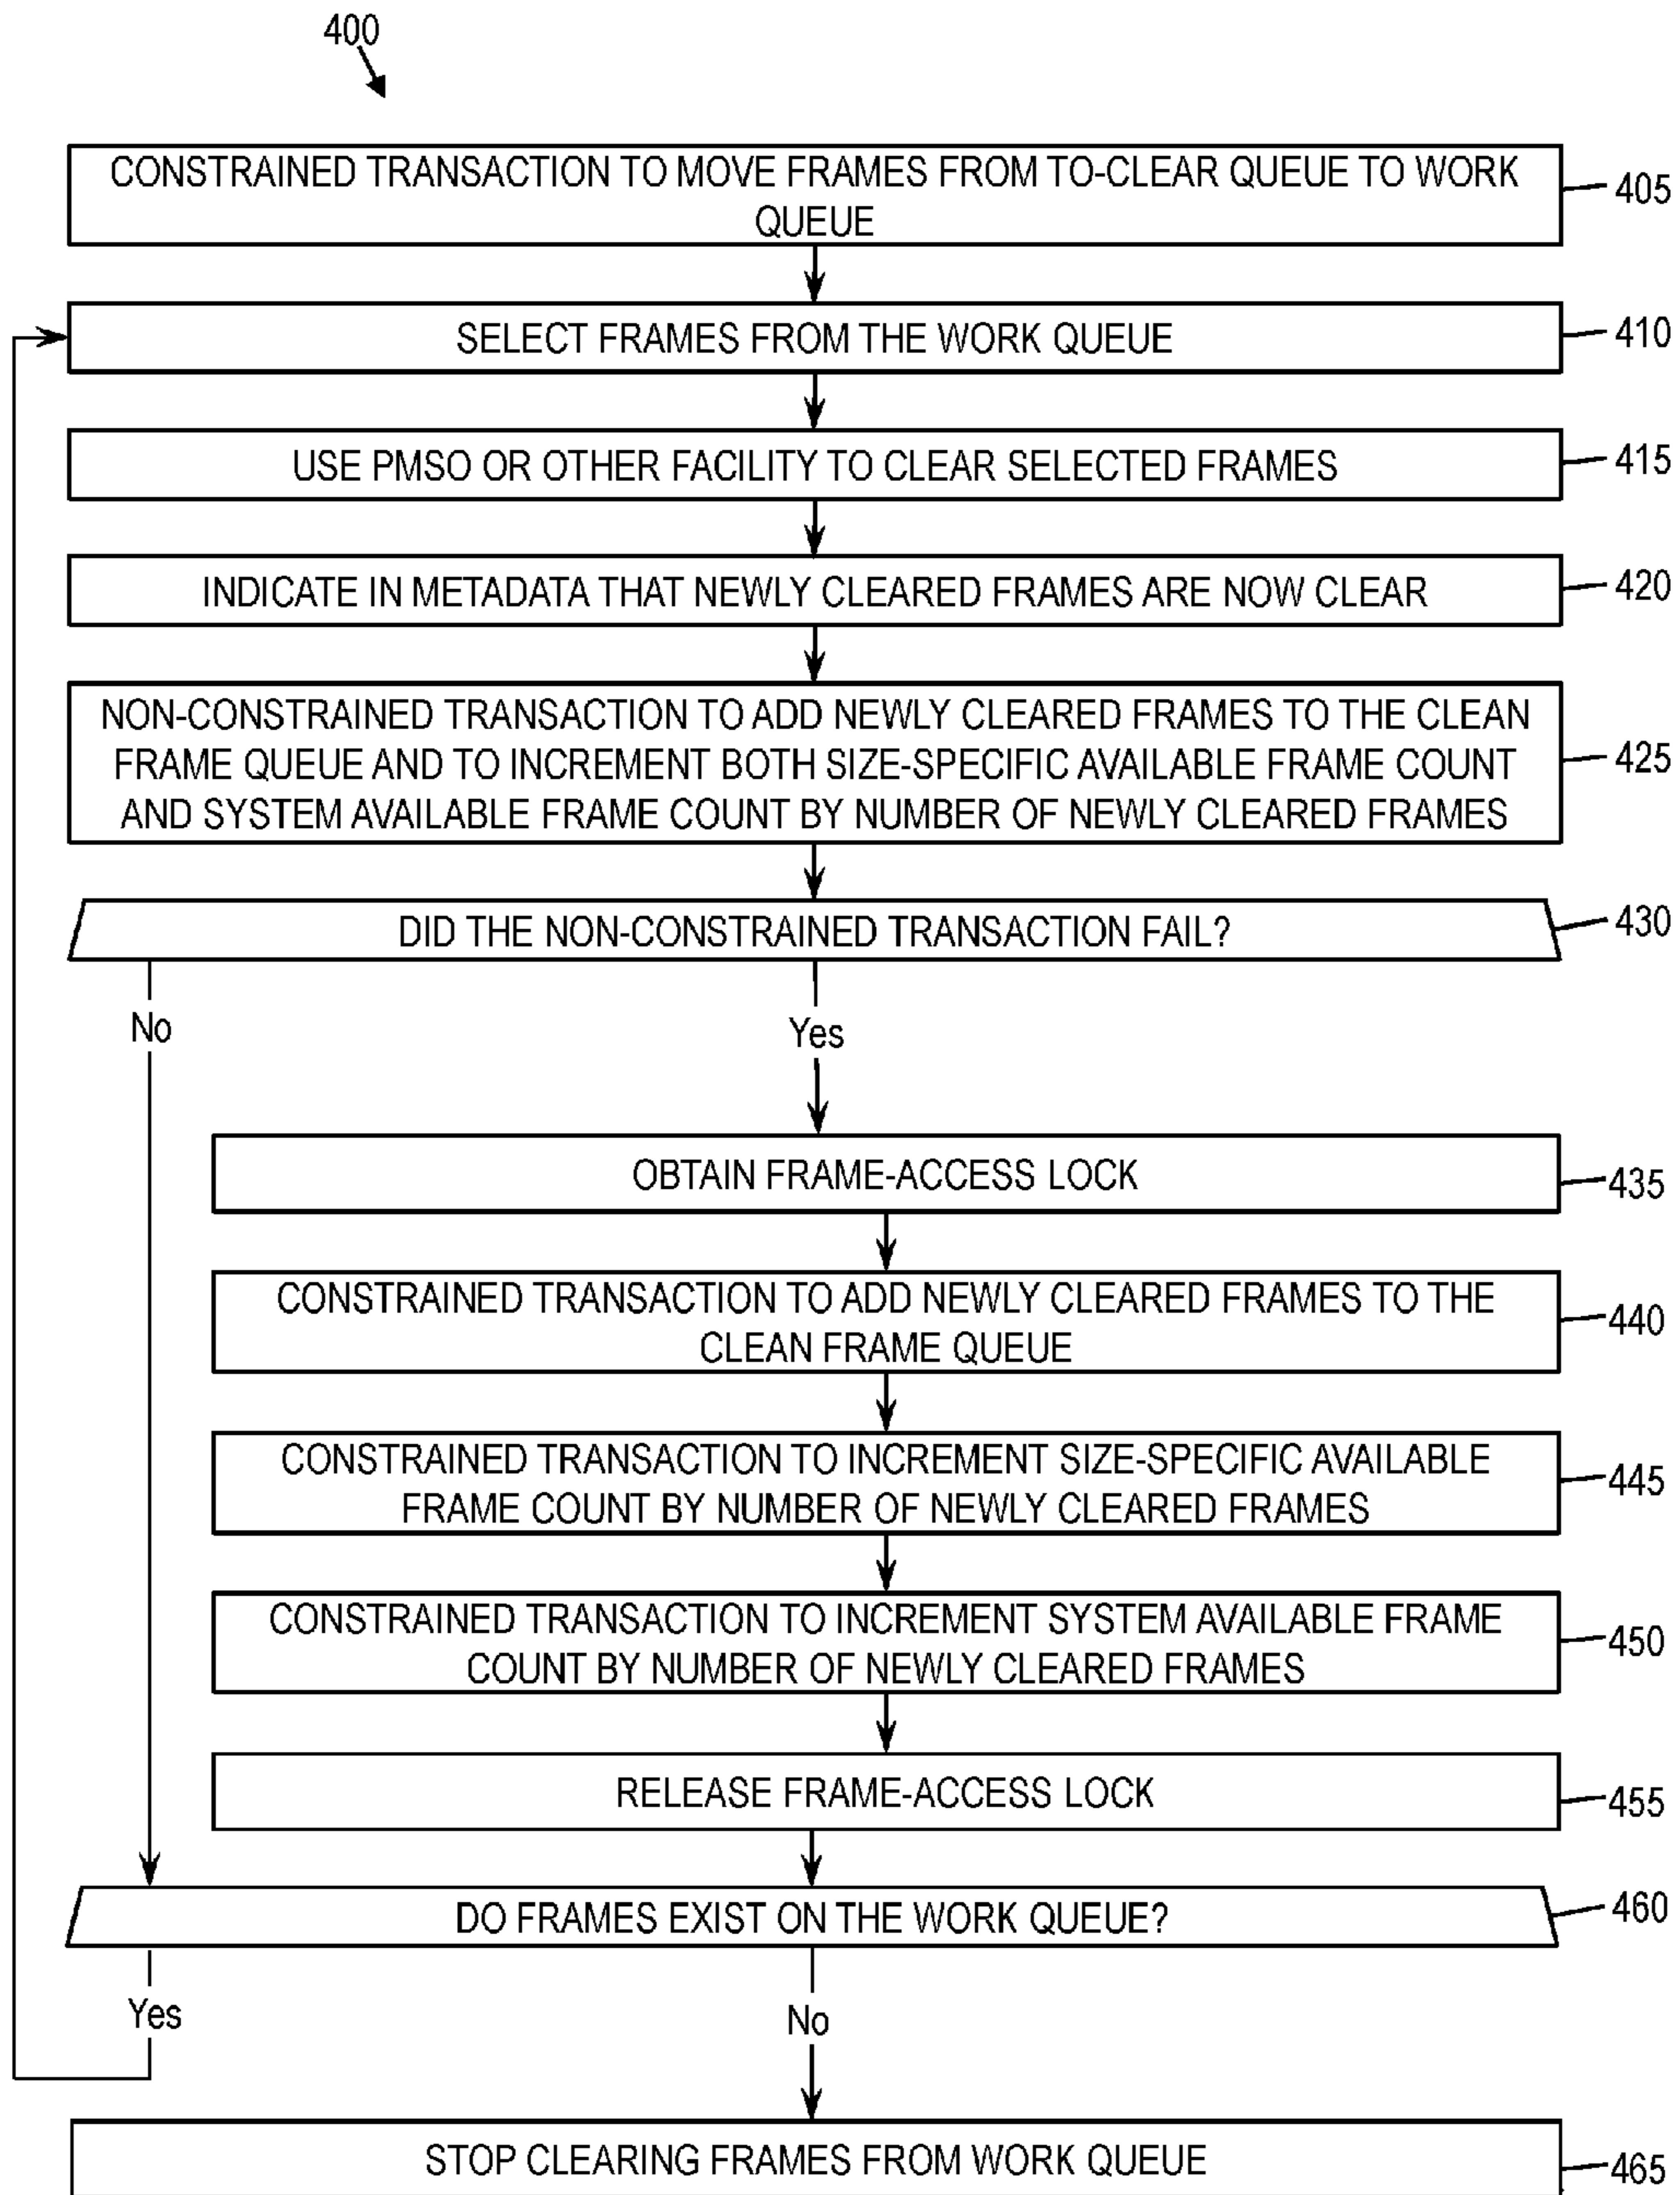 400
CONSTRAINED TRANSACTION TO MOVE FRAMES FROM TO-CLEAR QUEUE TO WORK
QUEUE
405
SELECT FRAMES FROM THE WORK QUEUE
410
USE PMSO OR OTHER FACILITY TO CLEAR SELECTED FRAMES
415
INDICATE IN METADATA THAT NEWLY CLEARED FRAMES ARE NOW CLEAR
420
NON-CONSTRAINED TRANSACTION TO ADD NEWLY CLEARED FRAMES TO THE CLEAN
FRAME QUEUE AND TO INCREMENT BOTH SIZE-SPECIFIC AVAILABLE FRAME COUNT
AND SYSTEM AVAILABLE FRAME COUNT BY NUMBER OF NEWLY CLEARED FRAMES
425
DID THE NON-CONSTRAINED TRANSACTION FAIL?
430
No
Yes
OBTAIN FRAME-ACCESS LOCK
435
CONSTRAINED TRANSACTION TO ADD NEWLY CLEARED FRAMES TO THE
CLEAN FRAME QUEUE
440
CONSTRAINED TRANSACTION TO INCREMENT SIZE-SPECIFIC AVAILABLE
FRAME COUNT BY NUMBER OF NEWLY CLEARED FRAMES
445
CONSTRAINED TRANSACTION TO INCREMENT SYSTEM AVAILABLE FRAME
COUNT BY NUMBER OF NEWLY CLEARED FRAMES
450
RELEASE FRAME-ACCESS LOCK
455
DO FRAMES EXIST ON THE WORK QUEUE?
460
Yes
No
STOP CLEARING FRAMES FROM WORK QUEUE
465